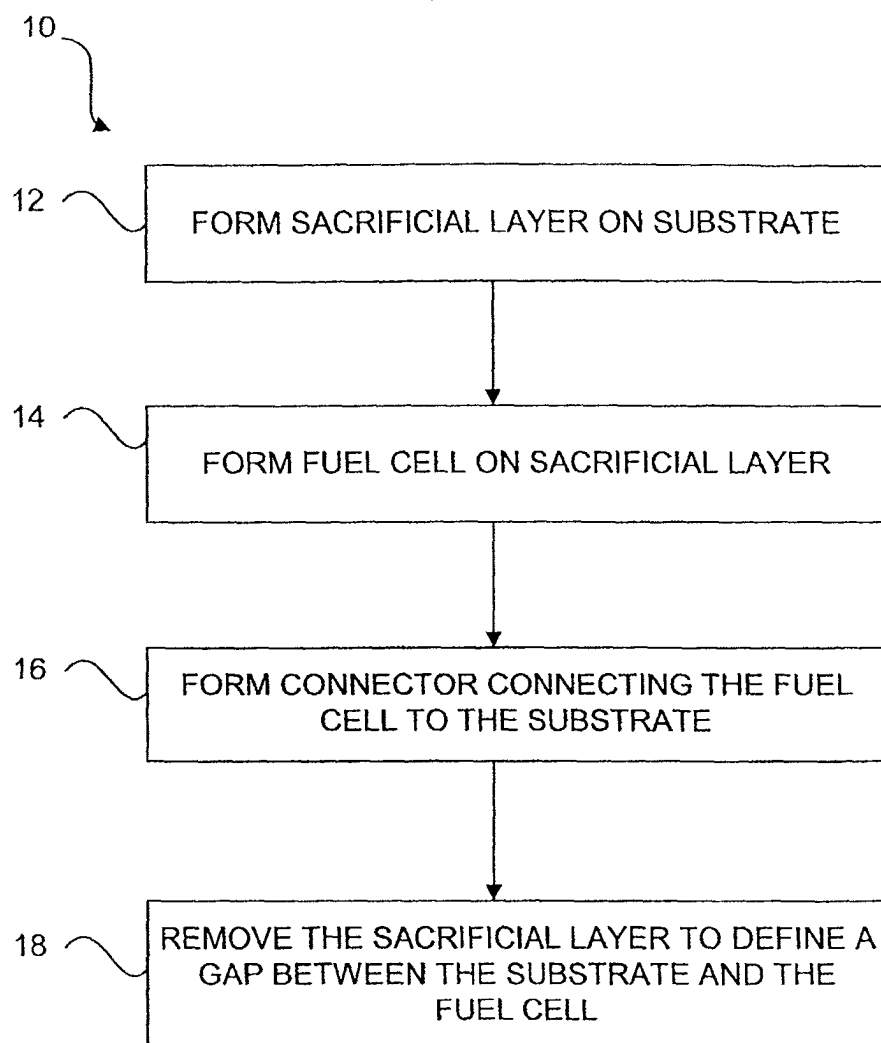 10
12
FORM SACRIFICIAL LAYER ON SUBSTRATE
14
FORM FUEL CELL ON SACRIFICIAL LAYER
16
FORM CONNECTOR CONNECTING THE FUEL
CELL TO THE SUBSTRATE
18
REMOVE THE SACRIFICIAL LAYER TO DEFINE A
GAP BETWEEN THE SUBSTRATE AND THE
FUEL CELL